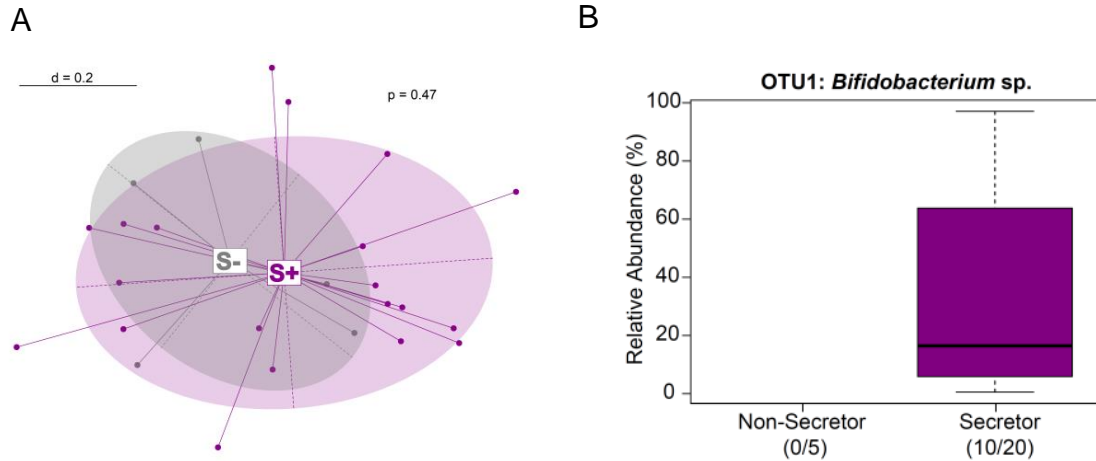 A
d = 0.2
p = 0.47
S-
S+
B
OTU1: Bifidobacterium sp.
Relative Abundance (%)
100
80
60
40
20
0
Non-Secretor
(0/5)
Secretor
(10/20)